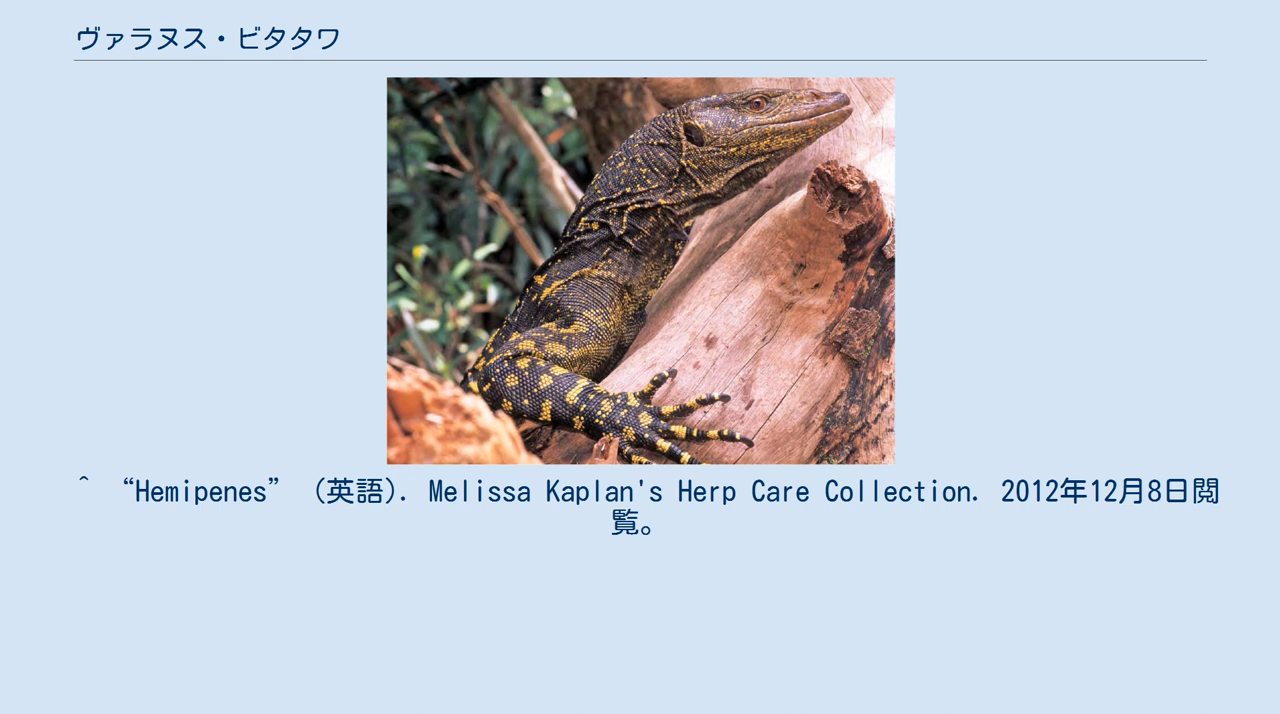 ヴァラヌス・ビタタワ
^ “Hemipenes” （英語). Melissa Kaplan's Herp Care Collection. 2012年12月8日閲
覧。